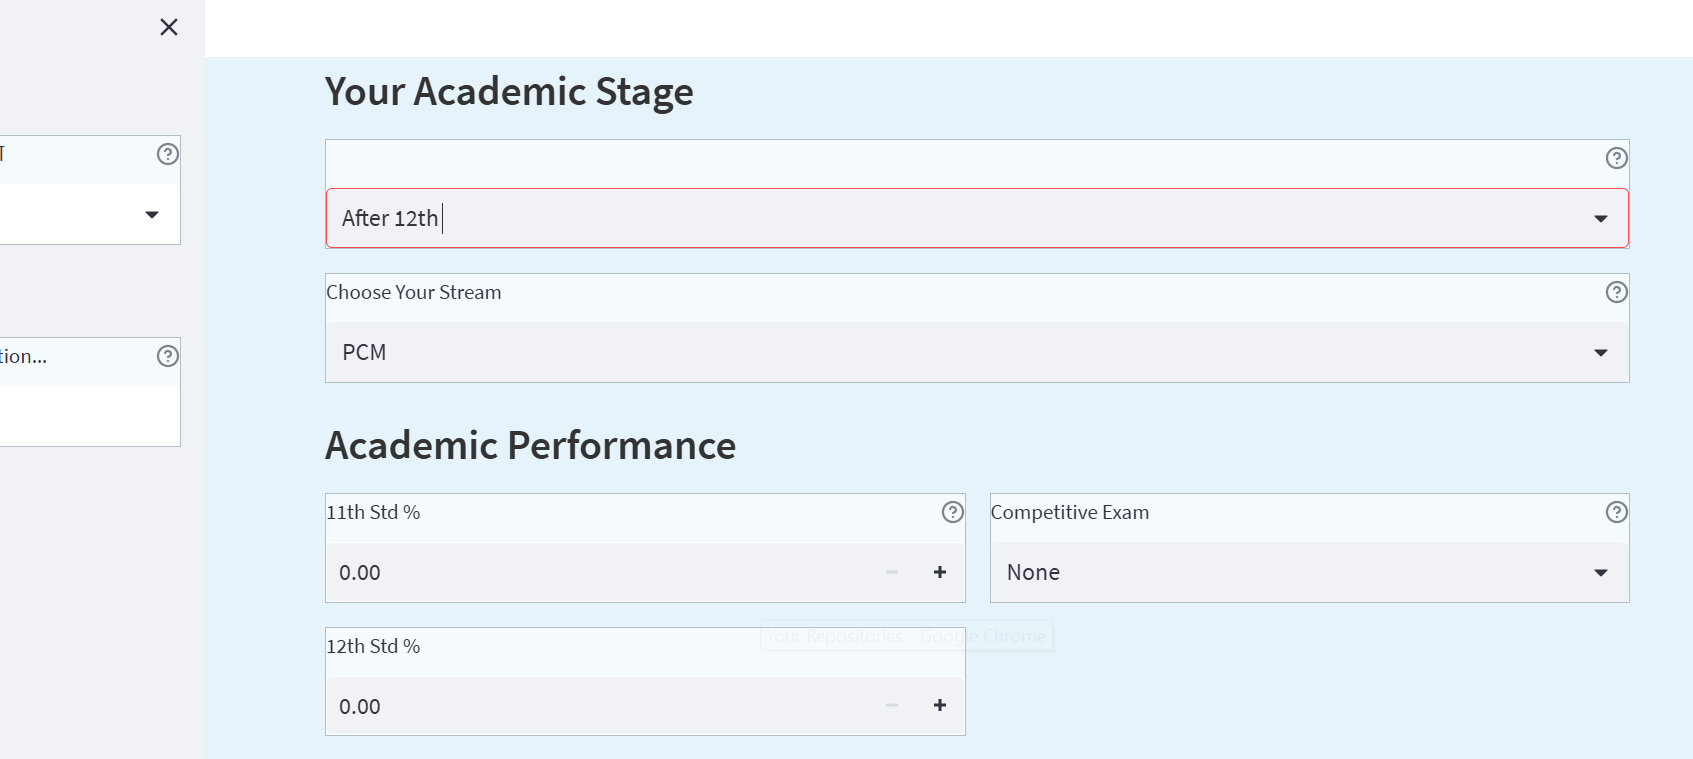 Your Academic Stage
After 12th
Choose Your Stream
tion...
PCM
Academic Performance
11th Std %
Competitive Exam
0.00
None
Your Repositories - Google Chrome
12th Std %
0.00